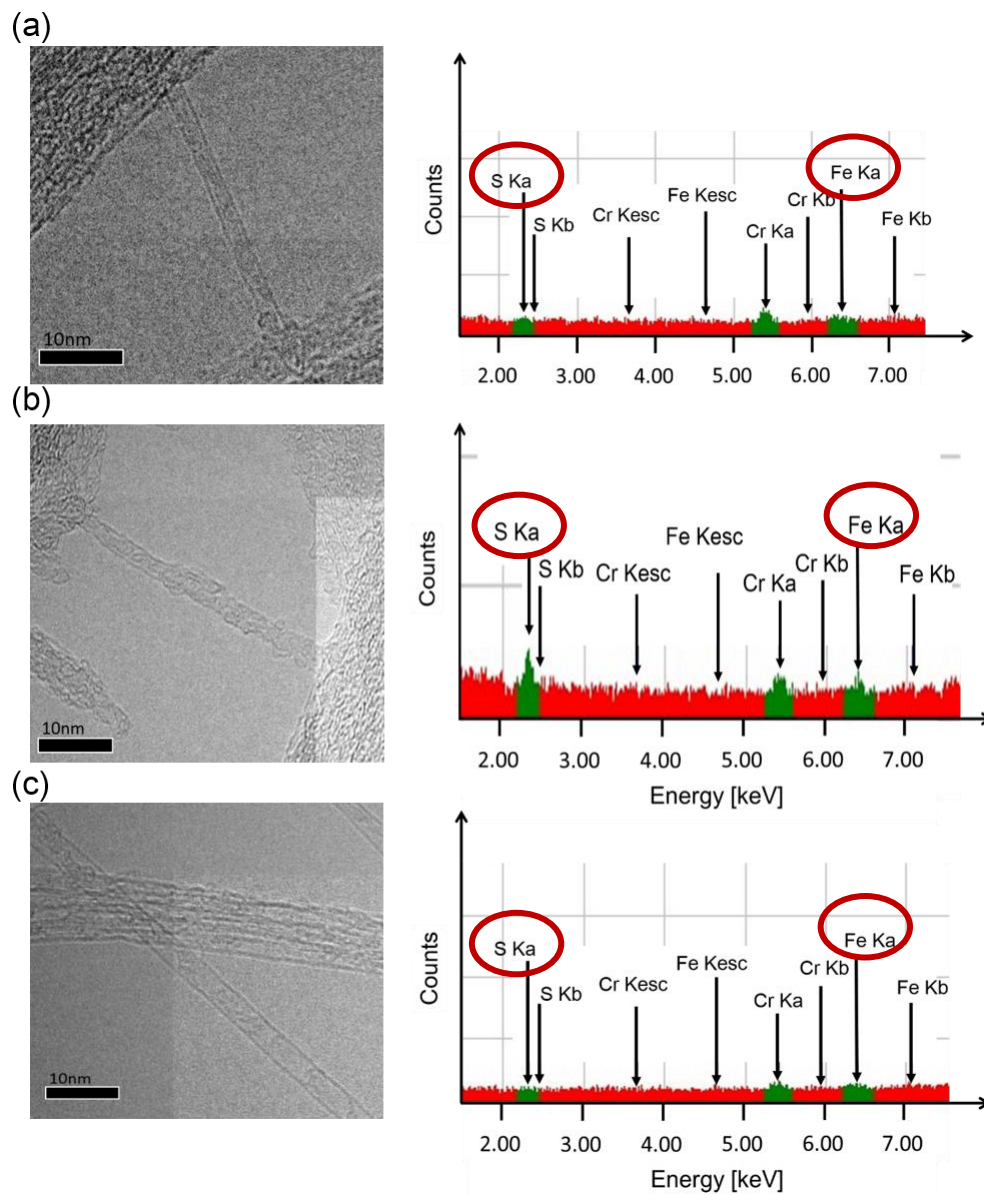 (a)
10nm
Counts
S Ka
S Kb
Cr Kesc
Fe Kesc
Cr Ka
Cr Kb
Fe Ka
Fe Kb
2.00 3.00 4.00 5.00 6.00 7.00
(b)
10nm
Counts
S Ka
S Kb
Cr Kesc
Fe Kesc
Cr Ka
Cr Kb
Fe Ka
Fe Kb
2.00 3.00 4.00 5.00 6.00 7.00
Energy [keV]
(c)
10nm
Counts
S Ka
S Kb
Cr Kesc
Fe Kesc
Cr Ka
Cr Kb
Fe Ka
Fe Kb
2.00 3.00 4.00 5.00 6.00 7.00
Energy [keV]